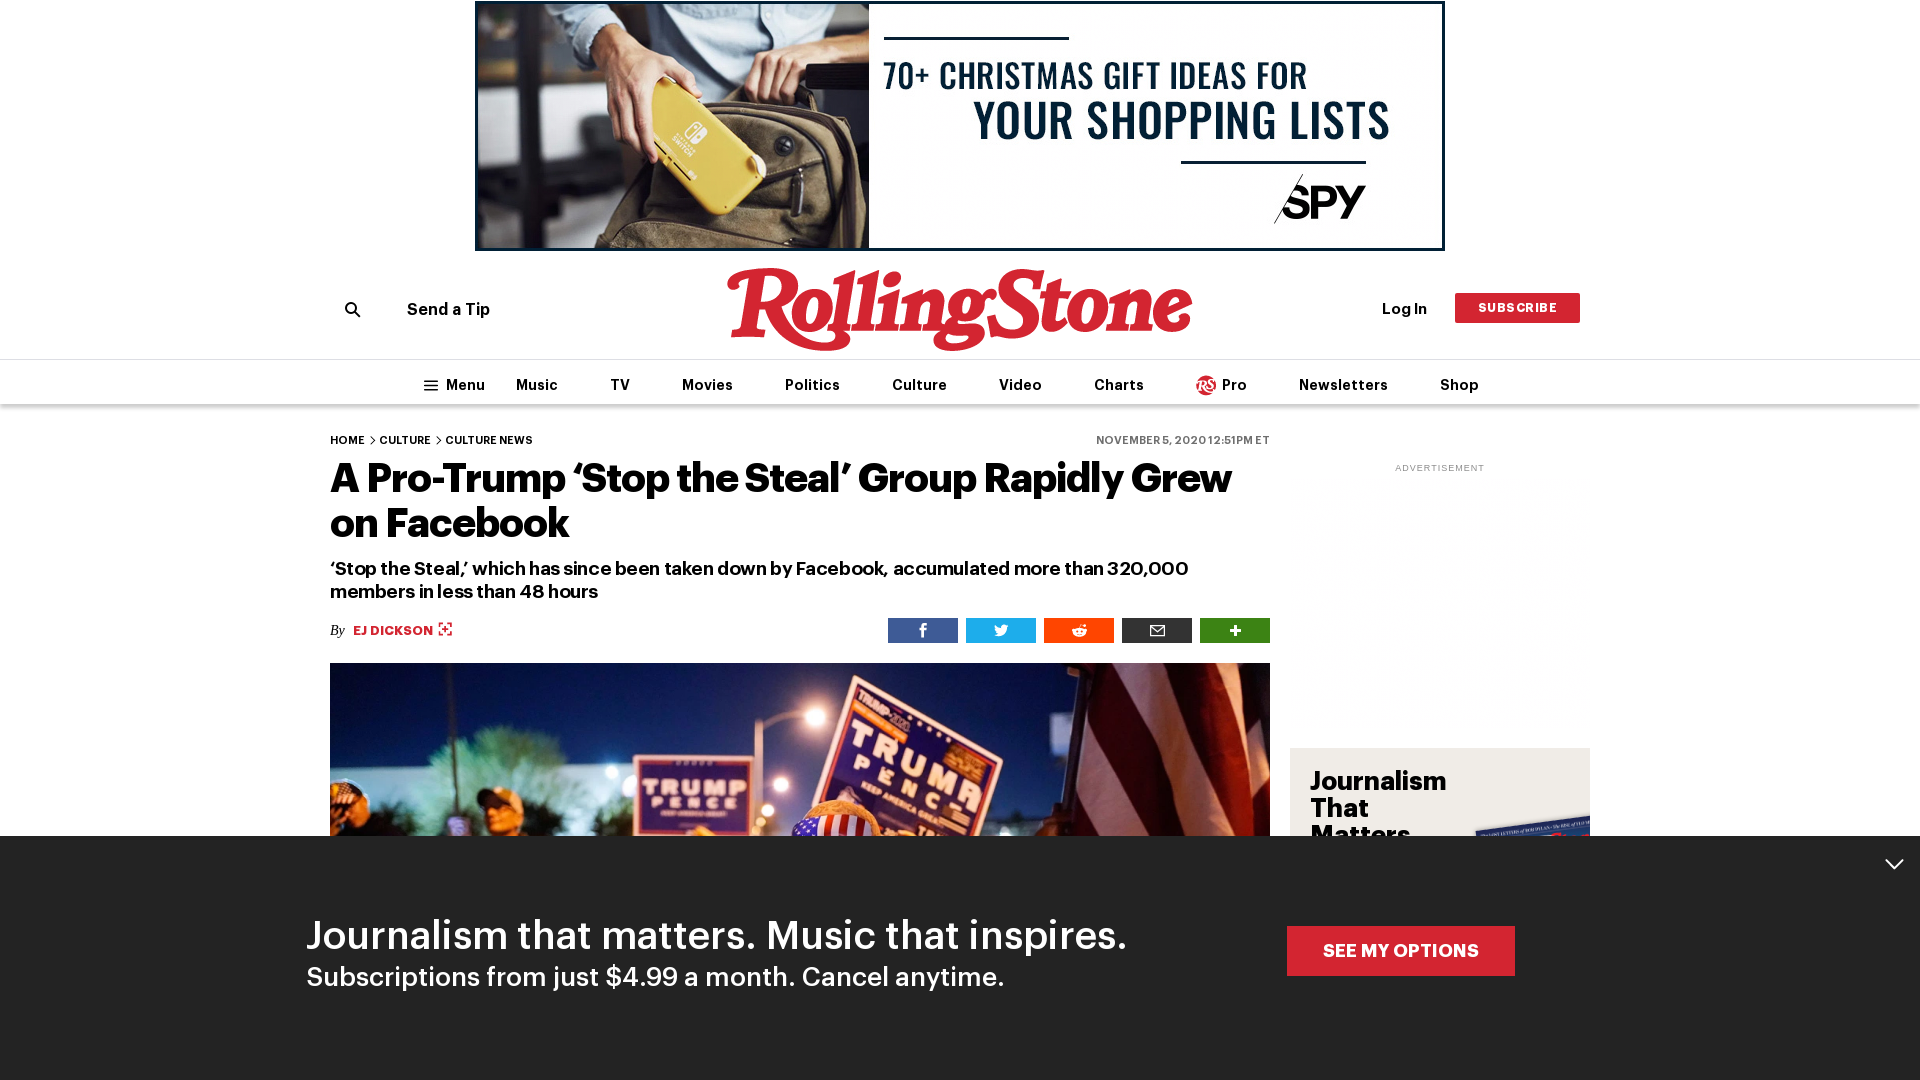 70+ CHRISTMAS GIFT IDEAS FOR
YOUR SHOPPING LISTS
SPY
SWITCH
Send a Tip
RollingStone
Log In
SUBSCRIBE
Menu
Music
TV
Movies
Politics
Culture
Video
Charts
RS Pro
Newsletters
Shop
HOME
CULTURE
CULTURE NEWS
NOVEMBER 5, 2020 12:51PM ET
A Pro-Trump ‘Stop the Steal’ Group Rapidly Grew
on Facebook
‘Stop the Steal,’ which has since been taken down by Facebook, accumulated more than 320,000
members in less than 48 hours
By EJ DICKSON
ADVERTISEMENT
TRUMP
PENCE
TRUMP
PENCE
KEEP AMERICA GREAT
Journalism
That
Matters
Journalism that matters. Music that inspires.
Subscriptions from just $4.99 a month. Cancel anytime.
SEE MY OPTIONS